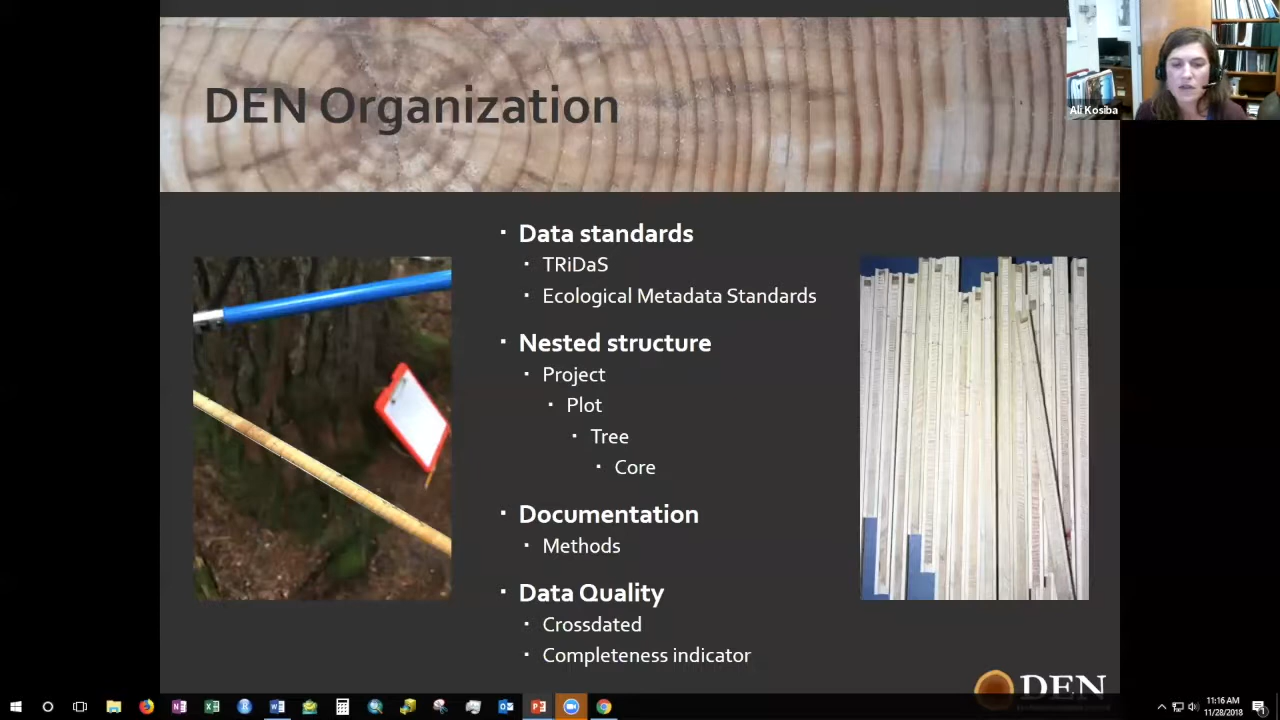 DEN Organization
Ali Kosiba
Data standards
TRiDaS
Ecological Metadata Standards
Nested structure
Project
Plot
Tree
Core
Documentation
Methods
Data Quality
Crossdated
Completeness indicator
DEN
11:16 AM
11/28/2018